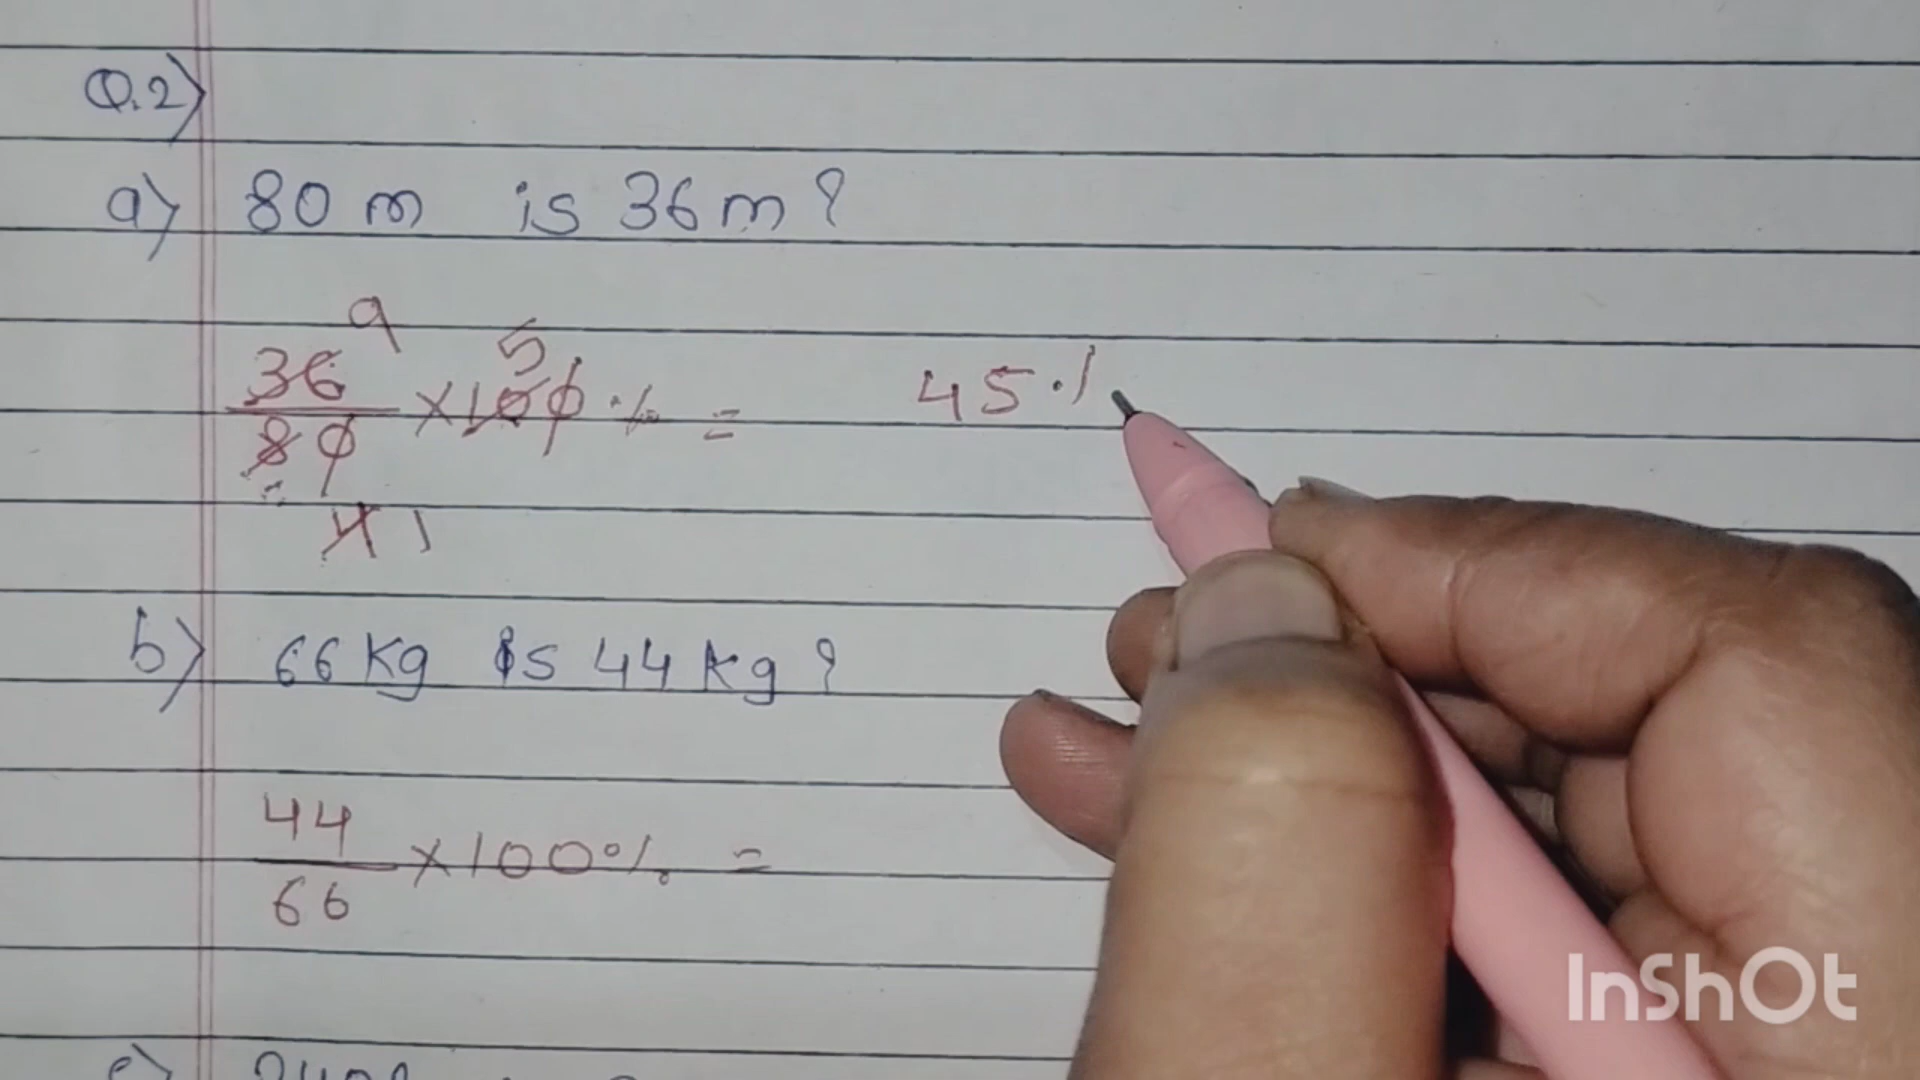 Q.2)
a) 80 m is 36 m ?
9 5
36/80 × 100 % = 45 %
4 1
b) 66 Kg is 44 kg ?
44/66 × 100 % =
InShOt